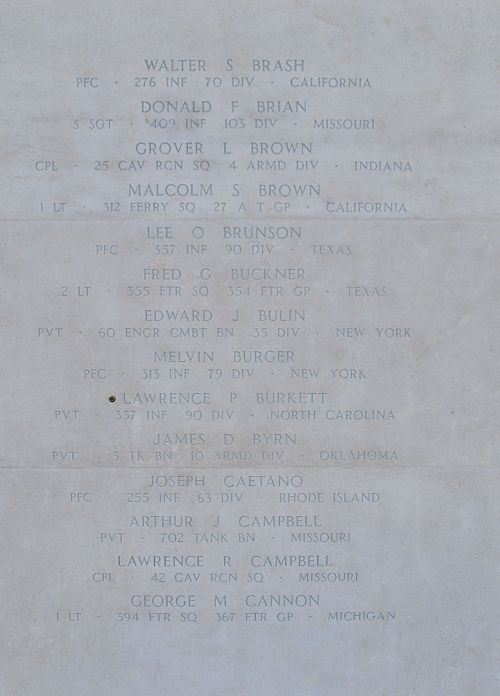 WALTER S BRASH
PFC · 276 INF 70 DIV · CALIFORNIA
DONALD F BRIAN
S SGT · 409 INF 103 DIV · MISSOURI
GROVER L BROWN
CPL · 25 CAV RCN SQ 4 ARMD DIV · INDIANA
MALCOLM S BROWN
1 LT · 312 FERRY SQ 27 A T GP · CALIFORNIA
LEE O BRUNSON
PFC · 357 INF 90 DIV · TEXAS
FRED G BUCKNER
2 LT · 355 FTR SQ 354 FTR GP · TEXAS
EDWARD J BULIN
PVT · 60 ENGR CMBT BN 35 DIV · NEW YORK
MELVIN BURGER
PFC · 313 INF 79 DIV · NEW YORK
LAWRENCE P BURKETT
PVT · 357 INF 90 DIV · NORTH CAROLINA
JAMES D BYRN
PVT · 3 TK BN 10 ARMD DIV · OKLAHOMA
JOSEPH CAETANO
PFC · 255 INF 63 DIV · RHODE ISLAND
ARTHUR J CAMPBELL
PVT · 702 TANK BN · MISSOURI
LAWRENCE R CAMPBELL
CPL · 42 CAV RCN SQ · MISSOURI
GEORGE M CANNON
1 LT · 394 FTR SQ 367 FTR GP · MICHIGAN